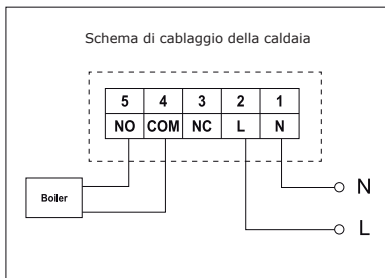 Schema di cablaggio della caldaia
5 4 3 2 1
NO COM NC L N
Boiler
N
L